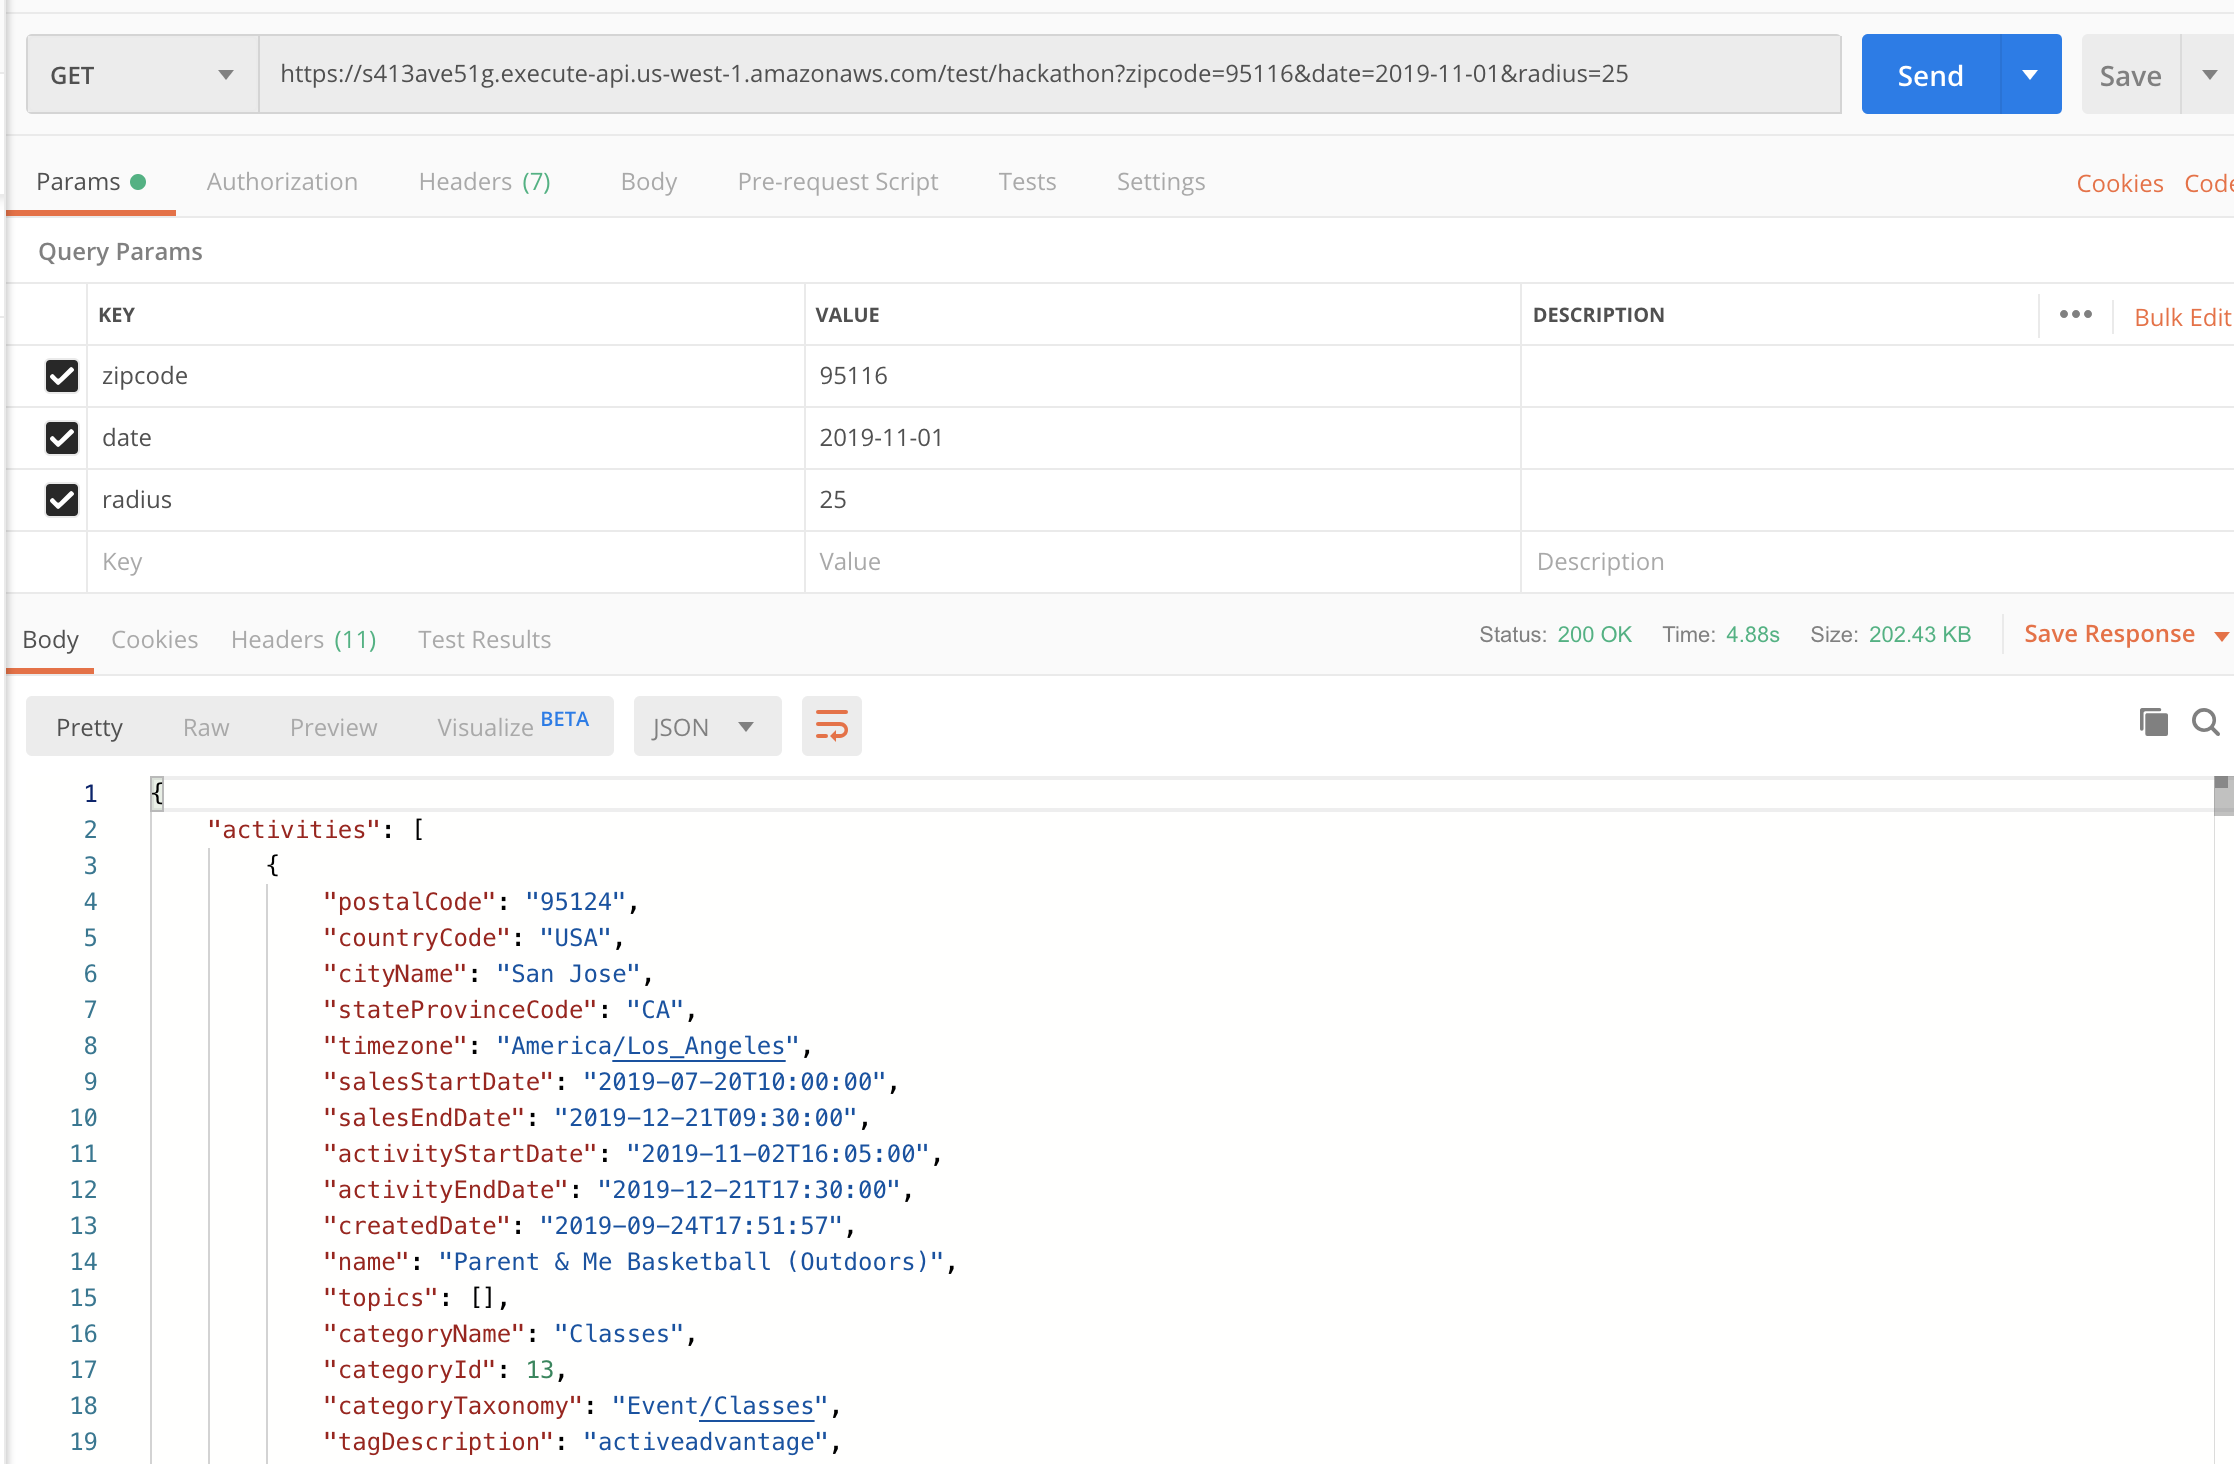 GET https://s413ave51g.execute-api.us-west-1.amazonaws.com/test/hackathon?zipcode=95116&date=2019-11-01&radius=25 Send Save
Params Authorization Headers (7) Body Pre-request Script Tests Settings Cookies Code
Query Params
KEY VALUE DESCRIPTION ••• Bulk Edit
zipcode 95116
date 2019-11-01
radius 25
Key Value Description
Body Cookies Headers (11) Test Results Status: 200 OK Time: 4.88s Size: 202.43 KB Save Response
Pretty Raw Preview Visualize BETA JSON
1 {
2 "activities": [
3 {
4 "postalCode": "95124",
5 "countryCode": "USA",
6 "cityName": "San Jose",
7 "stateProvinceCode": "CA",
8 "timezone": "America/Los_Angeles",
9 "salesStartDate": "2019-07-20T10:00:00",
10 "salesEndDate": "2019-12-21T09:30:00",
11 "activityStartDate": "2019-11-02T16:05:00",
12 "activityEndDate": "2019-12-21T17:30:00",
13 "createdDate": "2019-09-24T17:51:57",
14 "name": "Parent & Me Basketball (Outdoors)",
15 "topics": [],
16 "categoryName": "Classes",
17 "categoryId": 13,
18 "categoryTaxonomy": "Event/Classes",
19 "tagDescription": "activeadvantage",